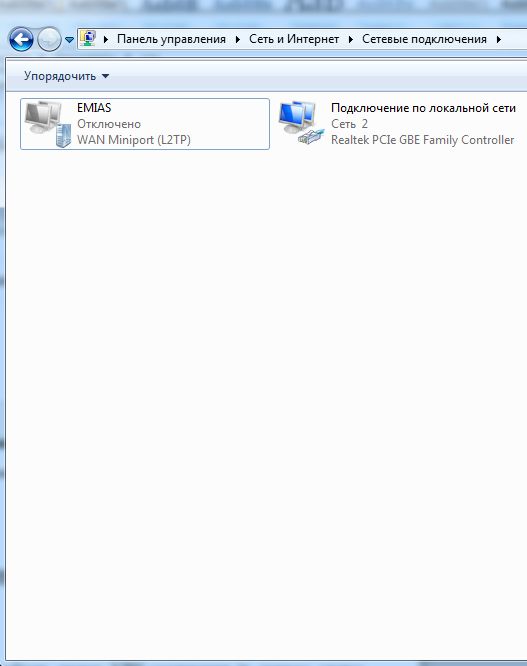 Панель управления Сеть и Интернет Сетевые подключения
Упорядочить
EMIAS
Отключено
WAN Miniport (L2TP)
Подключение по локальной сети
Сеть 2
Realtek PCIe GBE Family Controller